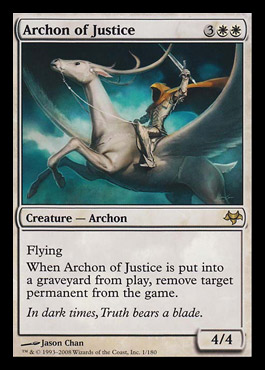 Archon of Justice 3
Creature — Archon
Flying
When Archon of Justice is put into
a graveyard from play, remove target
permanent from the game.
In dark times, Truth bears a blade.
Jason Chan
™ & © 1993–2008 Wizards of the Coast, Inc. 1/180
4/4